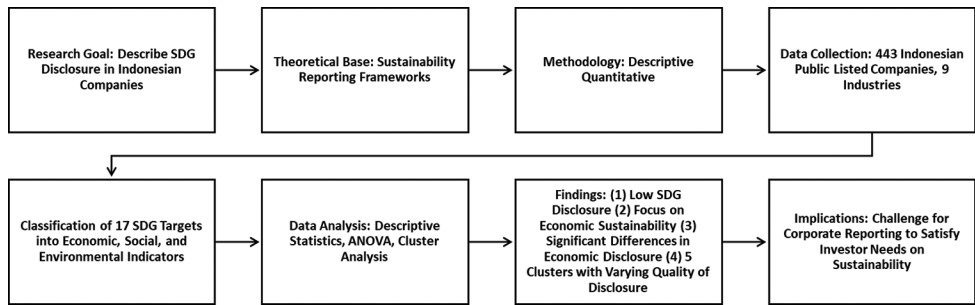 Research Goal: Describe SDG
Disclosure in Indonesian
Companies
Theoretical Base: Sustainability
Reporting Frameworks
Methodology: Descriptive
Quantitative
Data Collection: 443 Indonesian
Public Listed Companies, 9
Industries
Classification of 17 SDG Targets
into Economic, Social, and
Environmental Indicators
Data Analysis: Descriptive
Statistics, ANOVA, Cluster
Analysis
Findings: (1) Low SDG
Disclosure (2) Focus on
Economic Sustainability (3)
Significant Differences in
Economic Disclosure (4) 5
Clusters with Varying Quality of
Disclosure
Implications: Challenge for
Corporate Reporting to Satisfy
Investor Needs on
Sustainability